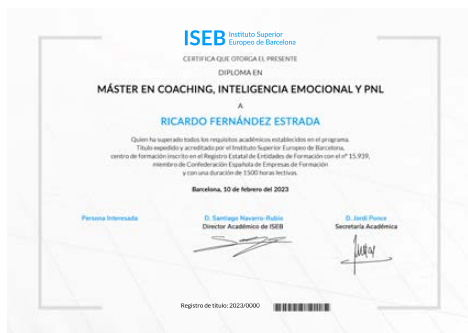 ISEB Instituto Superior
Europeo de Barcelona
CERTIFICA QUE OTORGA EL PRESENTE
DIPLOMA EN
MÁSTER EN COACHING, INTELIGENCIA EMOCIONAL Y PNL
A
RICARDO FERNÁNDEZ ESTRADA
Quien ha superado todos los requisitos académicos establecidos en el programa.
Título expedido y acreditado por el Instituto Superior Europeo de Barcelona,
centro de formación inscrito en el Registro Estatal de Entidades de Formación con el nº 15.939,
miembro de Confederación Española de Empresas de Formación
y con una duración de 1500 horas lectivas.
Barcelona, 10 de febrero del 2023
Persona Interesada
D. Santiago Navarro-Rubio
Director Académico de ISEB
D. Jordi Ponce
Secretaría Académica
Registro de título: 2023/0000